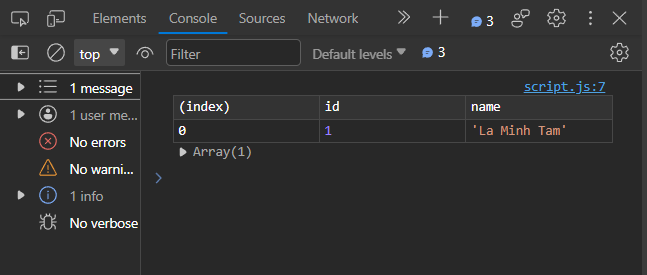 Elements Console Sources Network 3
top Filter Default levels 3
1 message
1 user me...
No errors
No warni...
1 info
No verbose
script.js:7
(index) id name
0 1 'La Minh Tam'
Array(1)